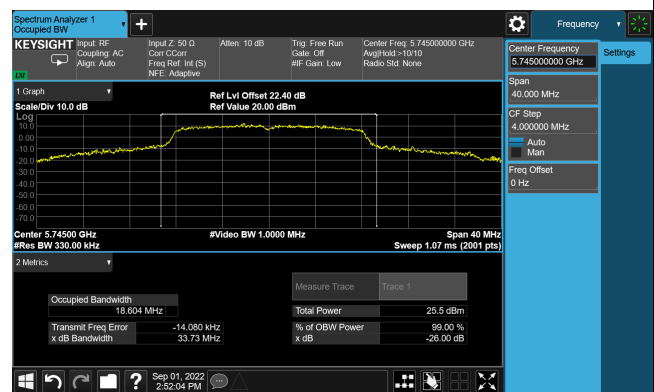 Spectrum Analyzer 1
Occupied BW
+
Frequency
KEYSIGHT
LXI
Input: RF
Coupling: AC
Align: Auto
Input Z: 50 Ω
Corr CCorr
Freq Ref: Int (S)
NFE: Adaptive
Atten: 10 dB
Trig: Free Run
Gate: Off
#IF Gain: Low
Center Freq: 5.745000000 GHz
Avg|Hold:>10/10
Radio Std: None
Center Frequency
5.745000000 GHz
Settings
Span
40.000 MHz
CF Step
4.000000 MHz
Auto
Man
Freq Offset
0 Hz
1 Graph
Scale/Div 10.0 dB
Ref Lvl Offset 22.40 dB
Ref Value 20.00 dBm
Log
10.0
0.00
-10.0
-20.0
-30.0
-40.0
-50.0
-60.0
-70.0
Center 5.74500 GHz
#Video BW 1.0000 MHz
Span 40 MHz
#Res BW 330.00 kHz
Sweep 1.07 ms (2001 pts)
2 Metrics
Measure Trace
Trace 1
Occupied Bandwidth
18.604 MHz
Total Power
25.5 dBm
Transmit Freq Error
-14.080 kHz
% of OBW Power
99.00 %
x dB Bandwidth
33.73 MHz
x dB
-26.00 dB
?
Sep 01, 2022
2:52:04 PM